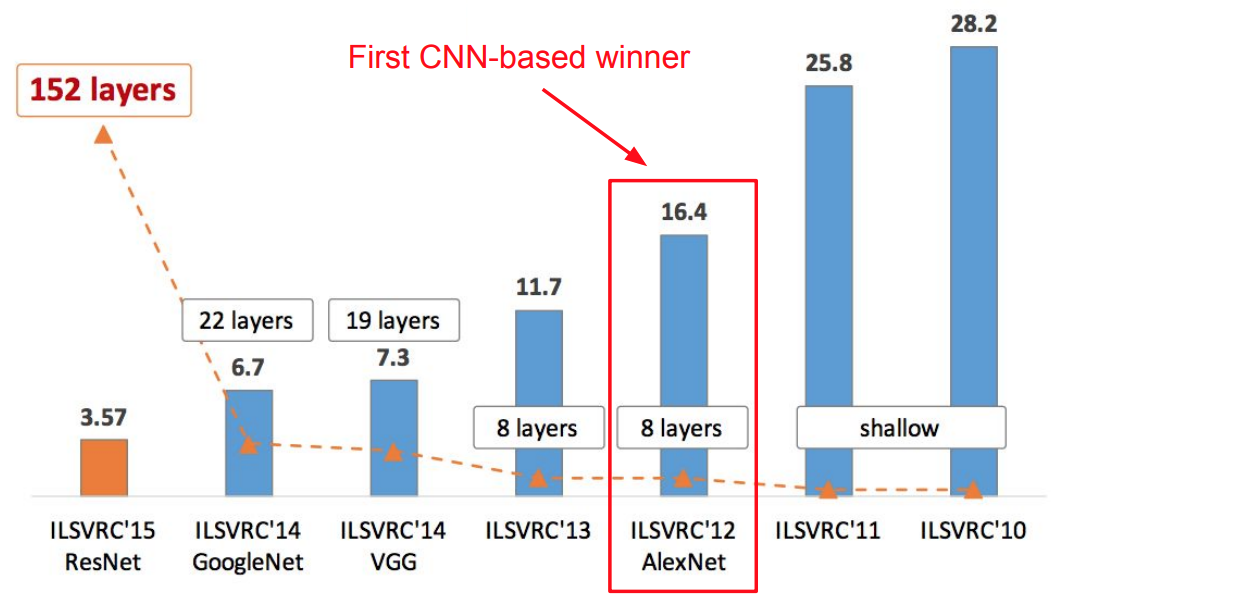 28.2
First CNN-based winner
25.8
152 layers
16.4
11.7
22 layers
19 layers
7.3
6.7
3.57
8 layers
8 layers
shallow
ILSVRC'15
ResNet
ILSVRC'14
GoogleNet
ILSVRC'14
VGG
ILSVRC'13
ILSVRC'12
AlexNet
ILSVRC'11
ILSVRC'10